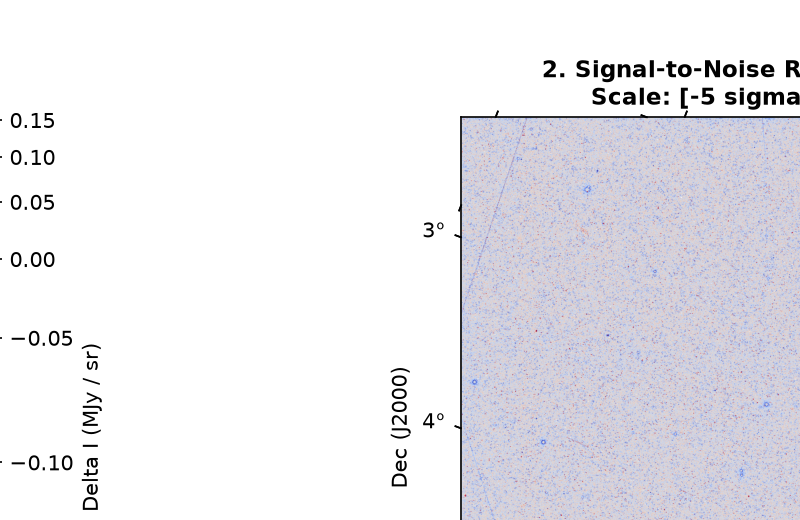 2. Signal-to-Noise R
Scale: [-5 sigma
0.15
0.10
0.05
0.00
−0.05
−0.10
Delta I (MJy / sr)
3°
4°
Dec (J2000)